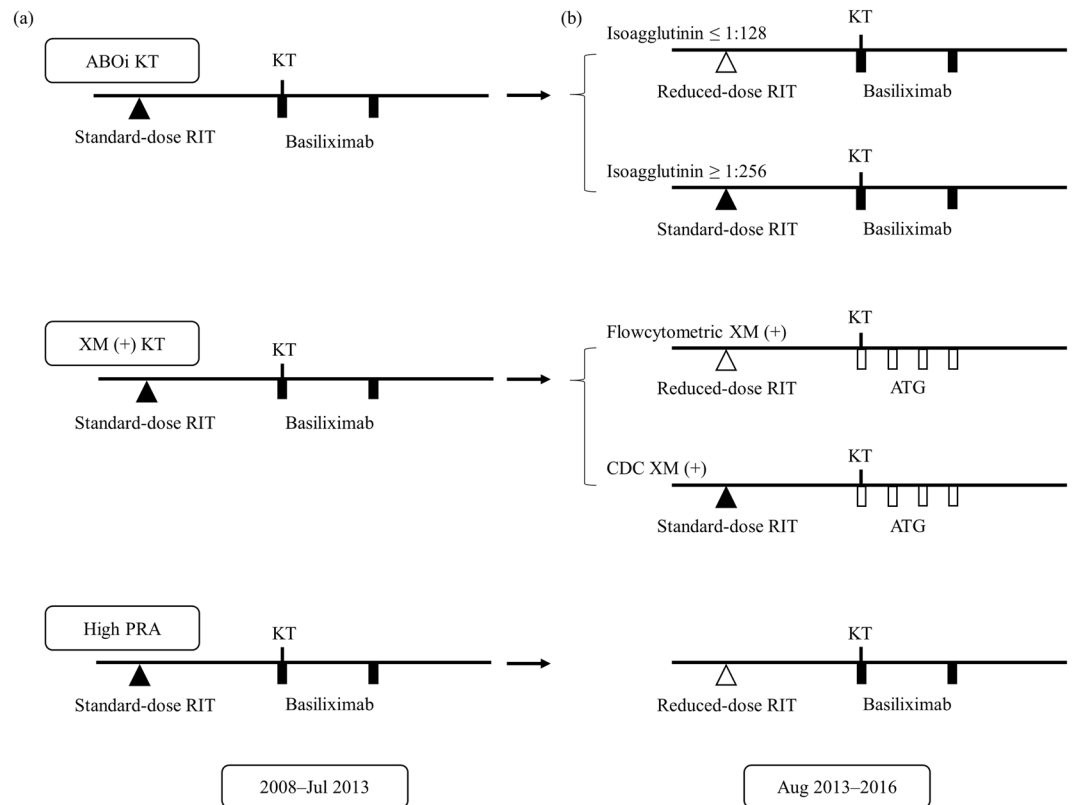 (a)
ABOi KT
KT
Standard-dose RIT
Basiliximab
(b)
Isoagglutinin ≤ 1:128
KT
Reduced-dose RIT
Basiliximab
Isoagglutinin ≥ 1:256
KT
Standard-dose RIT
Basiliximab
XM (+) KT
KT
Standard-dose RIT
Basiliximab
Flowcytometric XM (+)
KT
Reduced-dose RIT
ATG
CDC XM (+)
KT
Standard-dose RIT
ATG
High PRA
KT
Standard-dose RIT
Basiliximab
KT
Reduced-dose RIT
Basiliximab
2008–Jul 2013
Aug 2013–2016